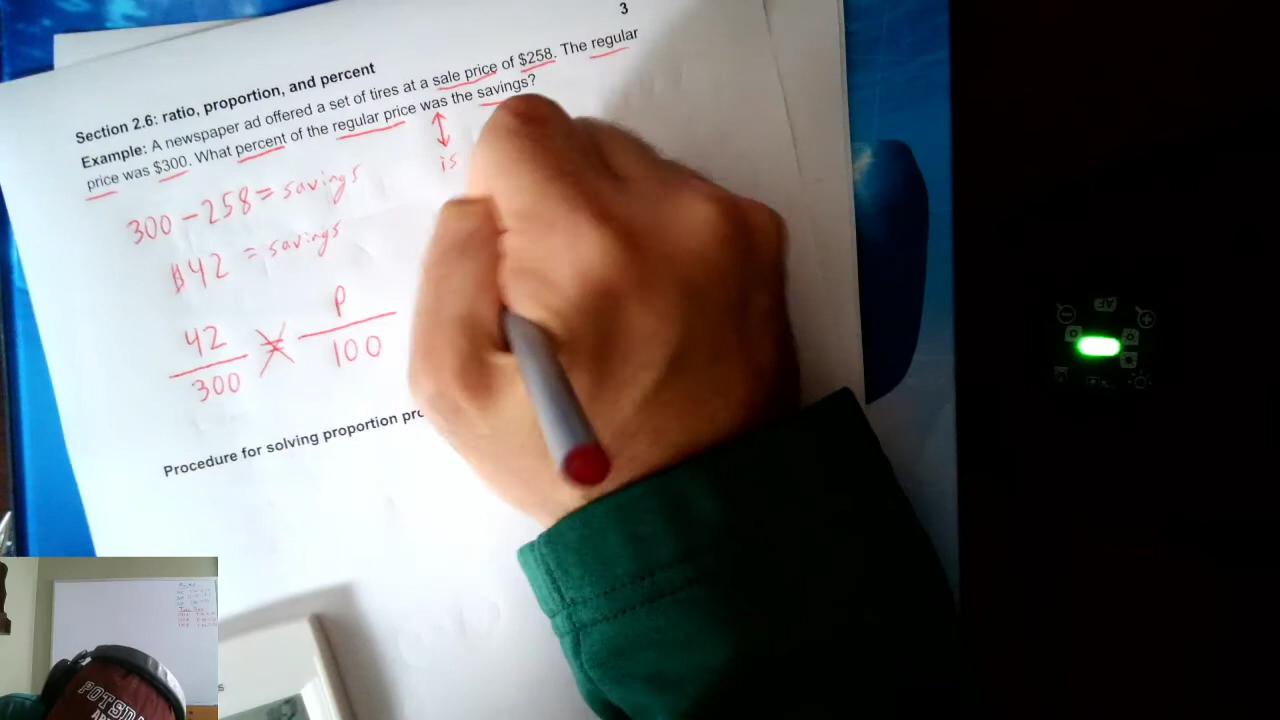 3
Section 2.6: ratio, proportion, and percent
Example: A newspaper ad offered a set of tires at a sale price of $258. The regular
price was $300. What percent of the regular price was the savings?
is
300 - 258 = savings
$42 = savings
42/300 = P/100
Procedure for solving proportion
POTSD